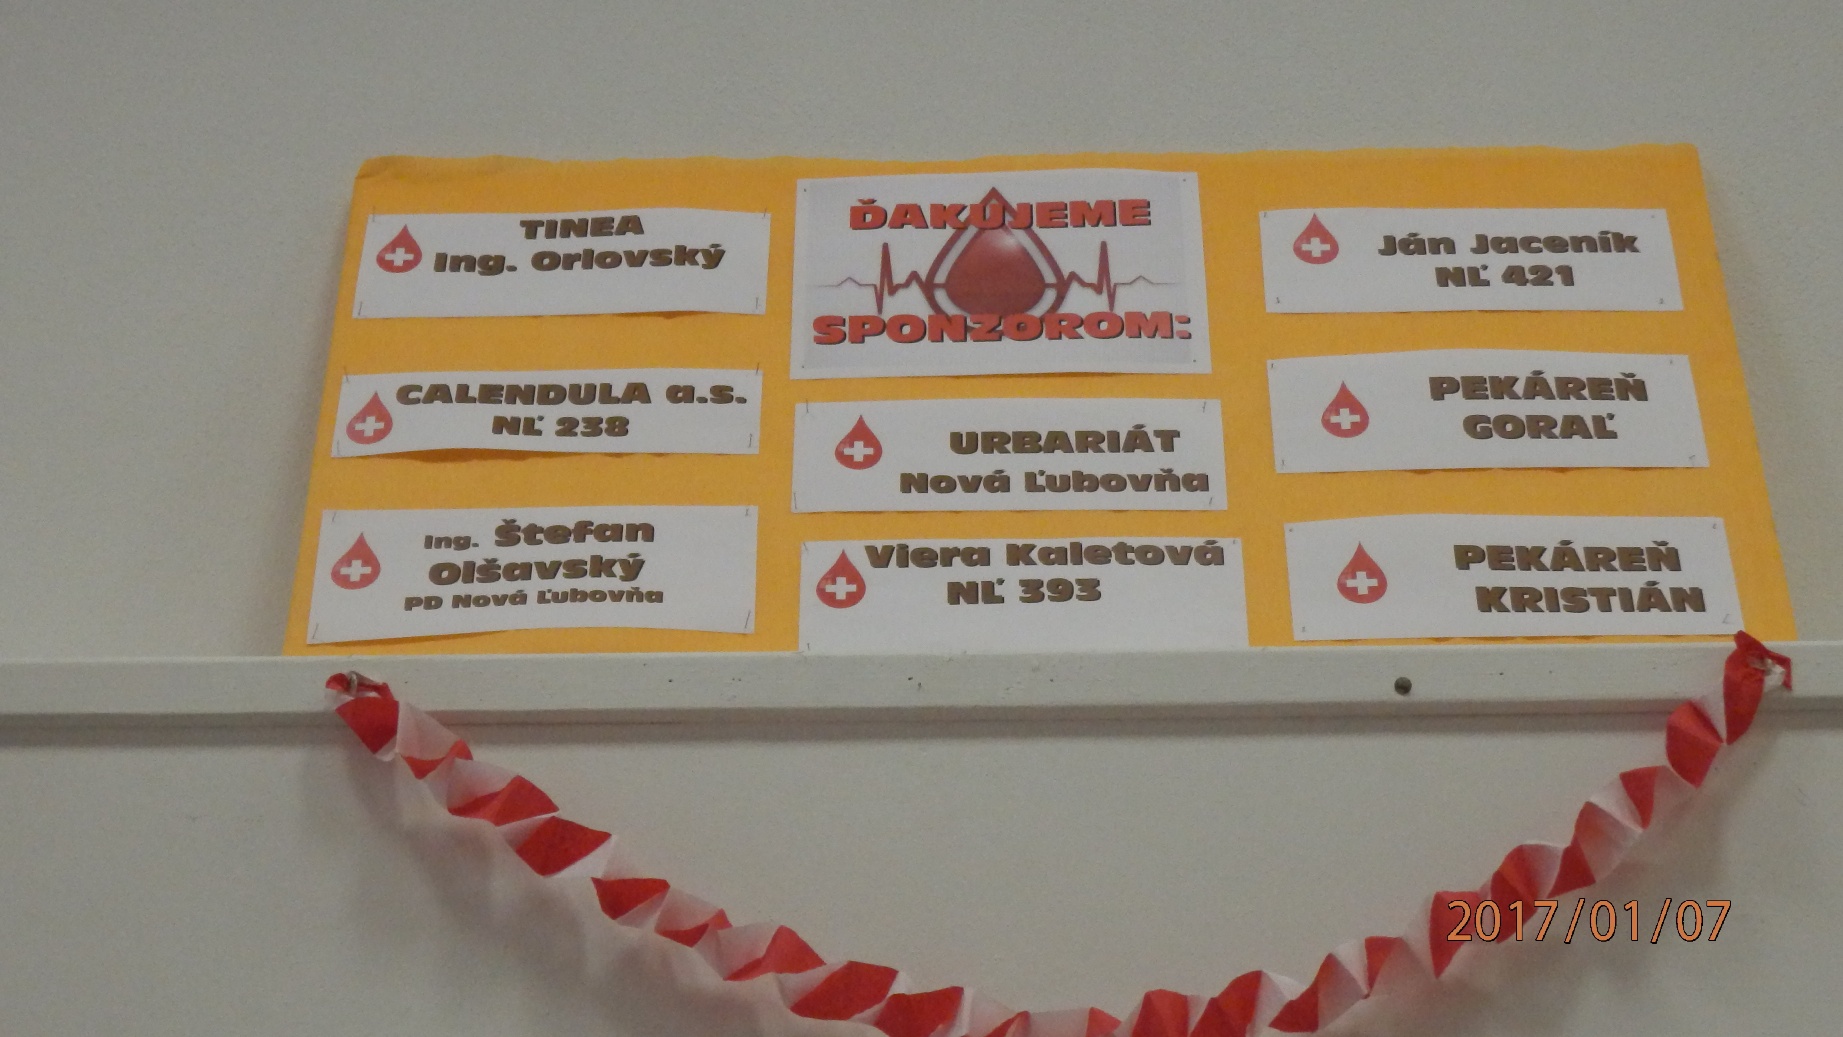 ĎAKUJEME
SPONZOROM:
TINEA
Ing. Orlovský
CALENDULA a.s.
NĽ 238
Ing. Štefan
Olšavský
PD Nová Ľubovňa
URBARIÁT
Nová Ľubovňa
Viera Kaletová
NĽ 393
Ján Jaceník
NĽ 421
PEKÁREŇ
GORAĽ
PEKÁREŇ
KRISTIÁN
2017/01/07